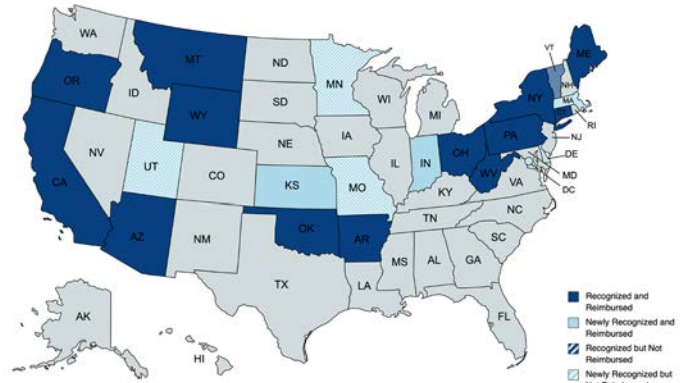 WA
MT
ND
MN
VT
ME
OR
ID
WY
SD
WI
MI
NY
NH
MA
RI
NV
UT
CO
NE
KS
IA
MO
IL
IN
OH
PA
NJ
DE
MD
DC
WV
VA
KY
CA
AZ
NM
OK
AR
TN
NC
SC
MS
AL
GA
TX
LA
FL
AK
HI
Recognized and
Reimbursed
Newly Recognized and
Reimbursed
Recognized but Not
Reimbursed
Newly Recognized but